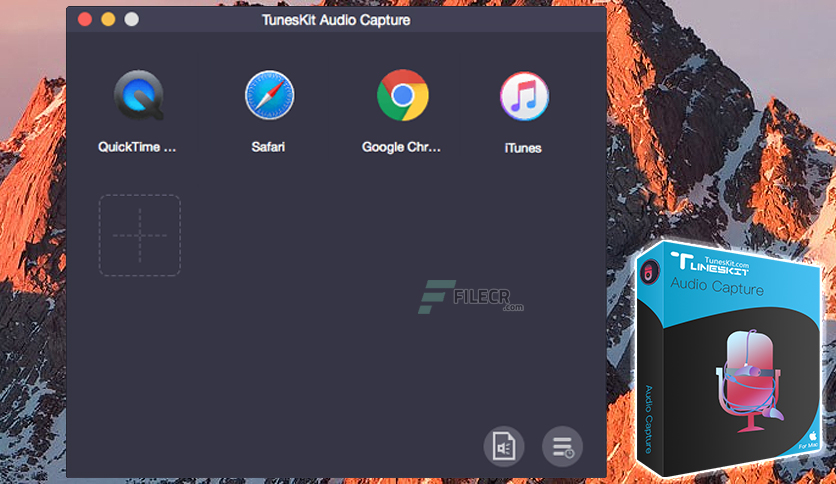 TunesKit Audio Capture
QuickTime ...
Safari
Google Chr...
iTunes
FILECR
.com
TunesKit.com
TUNESKIT
Audio Capture
Audio Capture
For Mac